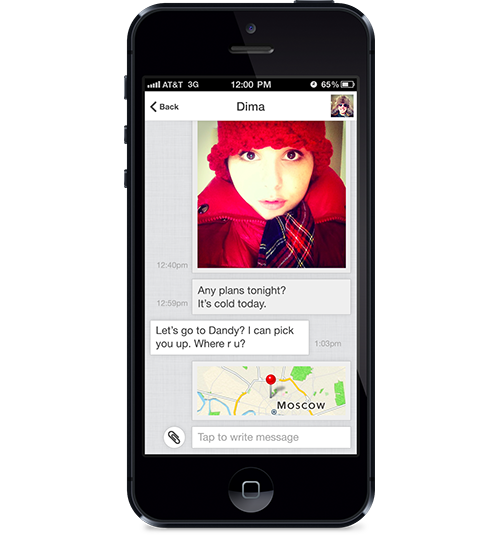 AT&T 3G 12:00 PM 65%
Back Dima
12:40pm
Any plans tonight?
12:59pm It's cold today.
Let's go to Dandy? I can pick
you up. Where r u? 1:03pm
Moscow
Tap to write message